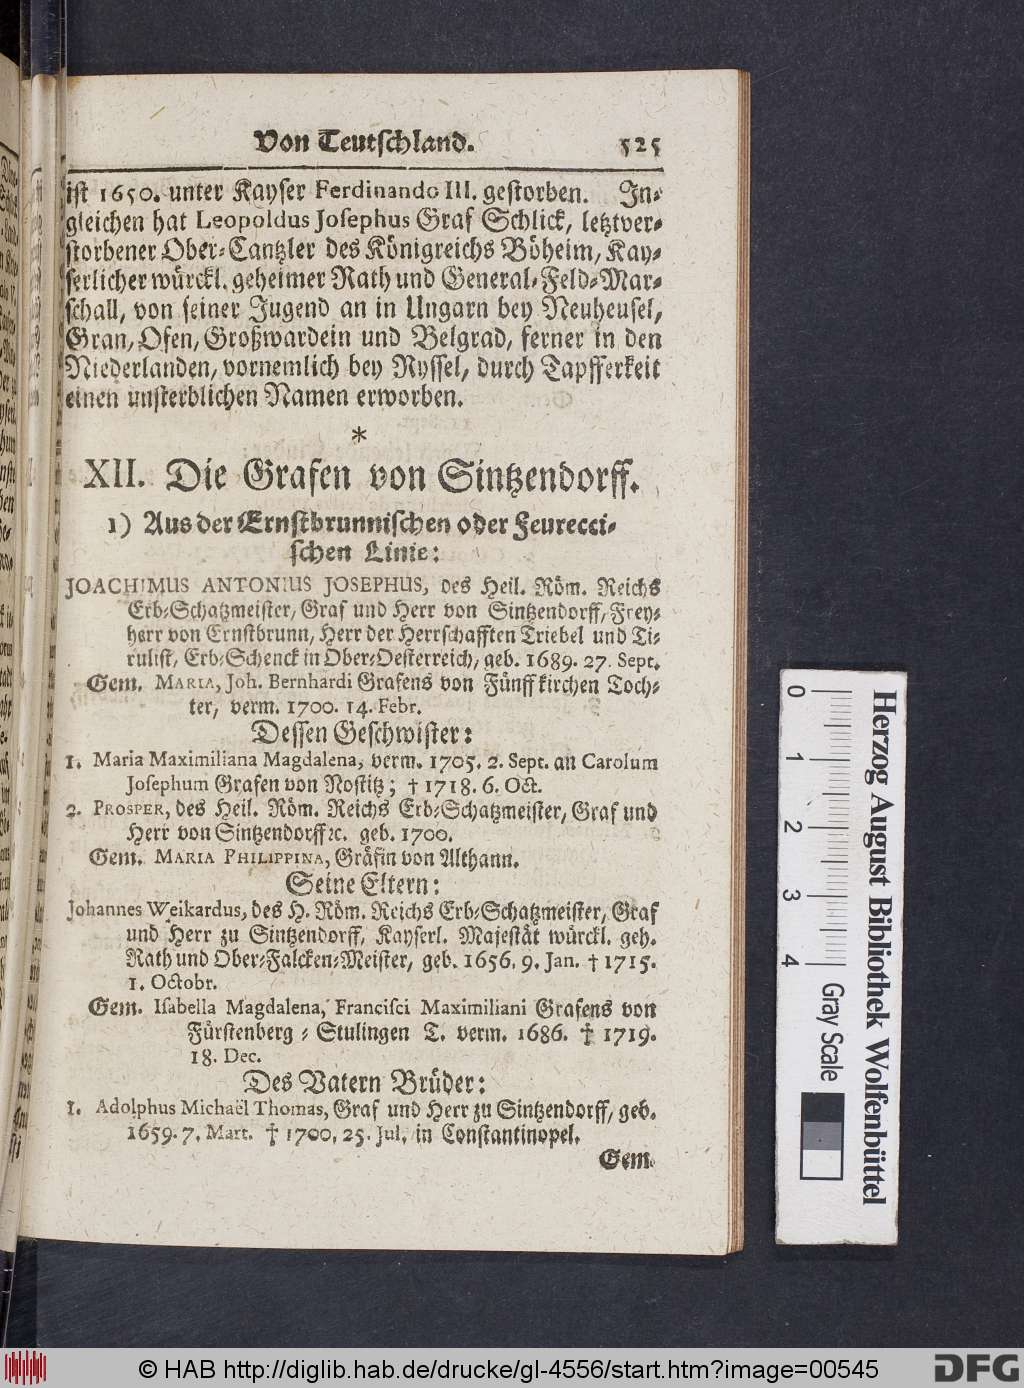 Von Teutschland. 525
ist 1650. unter Kayser Ferdinando III. gestorben. In-
gleichen hat Leopoldus Josephus Graf Schlick, letztver-
storbener Ober-Cantzler des Königreichs Böheim, Kay-
serlicher würckl. geheimer Rath und General-Feld-Mar-
schall, von seiner Jugend an in Ungarn bey Neuheusel,
Gran, Ofen, Großwardein und Belgrad, ferner in den
Niederlanden, vornemlich bey Ryssel, durch Tapfferkeit
einen unsterblichen Namen erworben.
*
XII. Die Grafen von Sintzendorff.
1) Aus der Ernstbrunnischen oder Feurecci-
schen Linie:
JOACHIMUS ANTONIUS JOSEPHUS, des Heil. Röm. Reichs
Erb-Schatzmeister, Graf und Herr von Sintzendorff, Frey-
herr von Ernstbrunn, Herr der Herrschafften Triebel und Ti-
rulist, Erb-Schenck in Ober-Oesterreich, geb. 1689. 27. Sept.
Gem. MARIA, Joh. Bernhardi Grafens von Fünffkirchen Toch-
ter, verm. 1700. 14. Febr.
Dessen Geschwister:
1. Maria Maximiliana Magdalena, verm. 1705. 2. Sept. an Carolum
Josephum Grafen von Nostitz; † 1718. 6. Oct.
2. PROSPER, des Heil. Röm. Reichs Erb-Schatzmeister, Graf und
Herr von Sintzendorff ꝛc. geb. 1700.
Gem. MARIA PHILIPPINA, Gräfin von Althann.
Seine Eltern:
Johannes Weikardus, des H. Röm. Reichs Erb-Schatzmeister, Graf
und Herr zu Sintzendorff, Kayserl. Majestät würckl. geh.
Rath und Ober-Falcken-Meister, geb. 1656. 9. Jan. † 1715.
1. Octobr.
Gem. Isabella Magdalena, Francisci Maximiliani Grafens von
Fürstenberg-Stulingen T. verm. 1686. † 1719.
18. Dec.
Des Vatern Brüder:
1. Adolphus Michaël Thomas, Graf und Herr zu Sintzendorff, geb.
1659. 7. Mart. † 1700. 25. Jul. in Constantinopel.
Gem.
0 1 2 3 4 Gray Scale
Herzog August Bibliothek Wolfenbüttel
© HAB http://diglib.hab.de/drucke/gl-4556/start.htm?image=00545
DFG